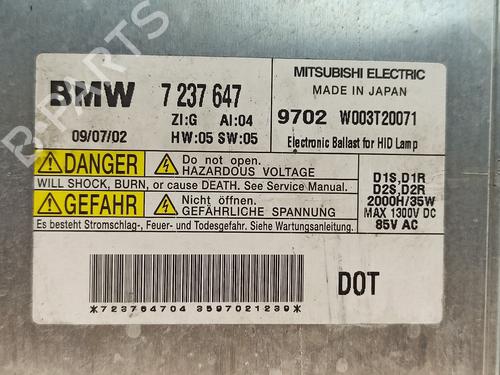 BMW 7 237 647
ZI:G AI:04
09/07/02 HW:05 SW:05
MITSUBISHI ELECTRIC
MADE IN JAPAN
9702 W003T20071
Electronic Ballast for HID Lamp
DANGER Do not open.
HAZARDOUS VOLTAGE
WILL SHOCK, BURN, or cause DEATH. See Service Manual.
GEFAHR Nicht öffnen.
GEFÄHRLICHE SPANNUNG
Es besteht Stromschlag-, Feuer- und Todesgefahr. Siehe Wartungsanleitung.
D1S,D1R
D2S,D2R
2000H/35W
MAX 1300V DC
85V AC
*723764704 3597021239*
DOT
B-PARTS